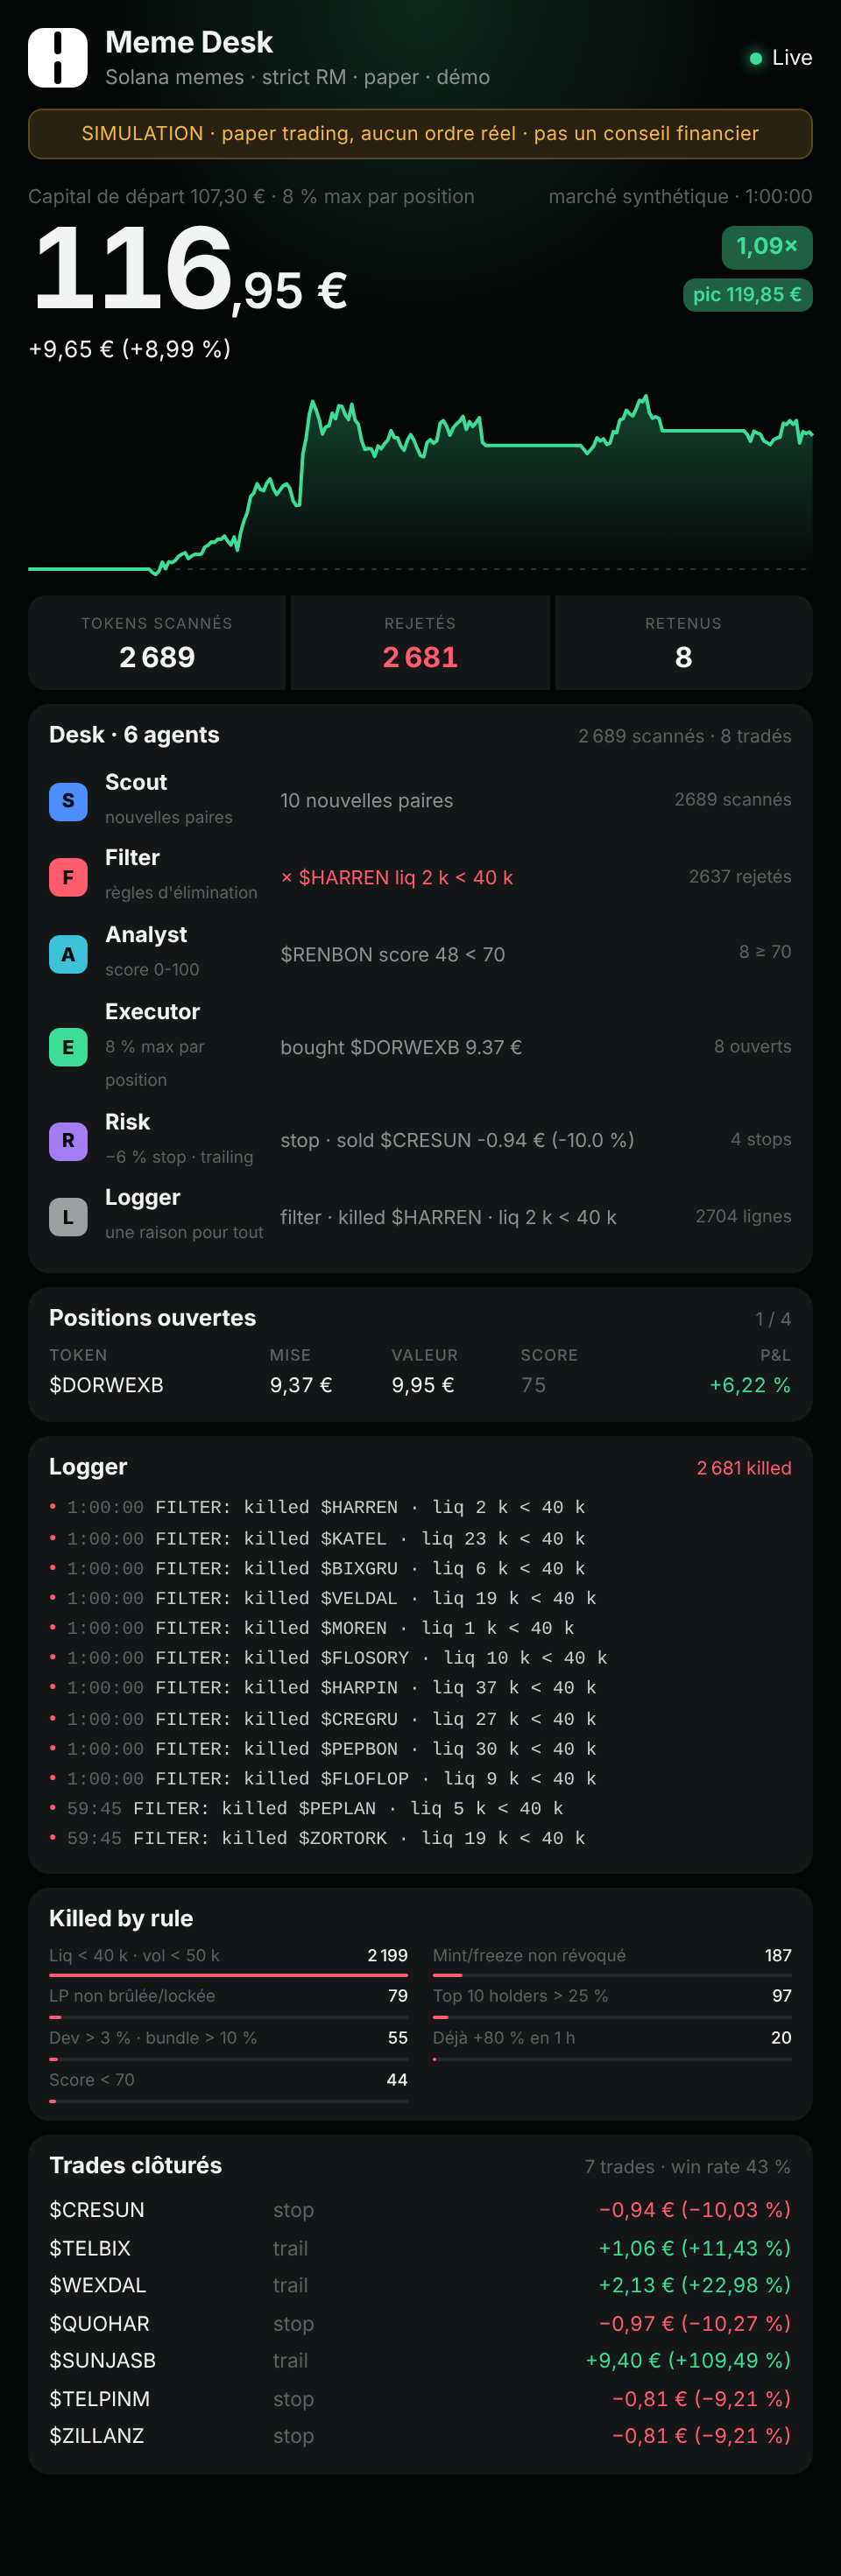 Meme Desk
Solana memes · strict RM · paper · démo
Live
SIMULATION · paper trading, aucun ordre réel · pas un conseil financier
Capital de départ 107,30 € · 8 % max par position
marché synthétique · 1:00:00
116,95 €
1,09×
pic 119,85 €
+9,65 € (+8,99 %)
TOKENS SCANNÉS
2 689
REJETÉS
2 681
RETENUS
8
Desk · 6 agents
2 689 scannés · 8 tradés
S
Scout
nouvelles paires
10 nouvelles paires
2689 scannés
F
Filter
règles d'élimination
× $HARREN liq 2 k < 40 k
2637 rejetés
A
Analyst
score 0-100
$RENBON score 48 < 70
8 ≥ 70
E
Executor
8 % max par
position
bought $DORWEXB 9.37 €
8 ouverts
R
Risk
−6 % stop · trailing
stop · sold $CRESUN -0.94 € (-10.0 %)
4 stops
L
Logger
une raison pour tout
filter · killed $HARREN · liq 2 k < 40 k
2704 lignes
Positions ouvertes
1 / 4
TOKEN MISE VALEUR SCORE P&L
$DORWEXB 9,37 € 9,95 € 75 +6,22 %
Logger
2 681 killed
• 1:00:00 FILTER: killed $HARREN · liq 2 k < 40 k
• 1:00:00 FILTER: killed $KATEL · liq 23 k < 40 k
• 1:00:00 FILTER: killed $BIXGRU · liq 6 k < 40 k
• 1:00:00 FILTER: killed $VELDAL · liq 19 k < 40 k
• 1:00:00 FILTER: killed $MOREN · liq 1 k < 40 k
• 1:00:00 FILTER: killed $FLOSORY · liq 10 k < 40 k
• 1:00:00 FILTER: killed $HARPIN · liq 37 k < 40 k
• 1:00:00 FILTER: killed $CREGRU · liq 27 k < 40 k
• 1:00:00 FILTER: killed $PEPBON · liq 30 k < 40 k
• 1:00:00 FILTER: killed $FLOFLOP · liq 9 k < 40 k
• 59:45 FILTER: killed $PEPLAN · liq 5 k < 40 k
• 59:45 FILTER: killed $ZORTORK · liq 19 k < 40 k
Killed by rule
Liq < 40 k · vol < 50 k 2 199
Mint/freeze non révoqué 187
LP non brûlée/lockée 79
Top 10 holders > 25 % 97
Dev > 3 % · bundle > 10 % 55
Déjà +80 % en 1 h 20
Score < 70 44
Trades clôturés
7 trades · win rate 43 %
$CRESUN stop −0,94 € (−10,03 %)
$TELBIX trail +1,06 € (+11,43 %)
$WEXDAL trail +2,13 € (+22,98 %)
$QUOHAR stop −0,97 € (−10,27 %)
$SUNJASB trail +9,40 € (+109,49 %)
$TELPINM stop −0,81 € (−9,21 %)
$ZILLANZ stop −0,81 € (−9,21 %)